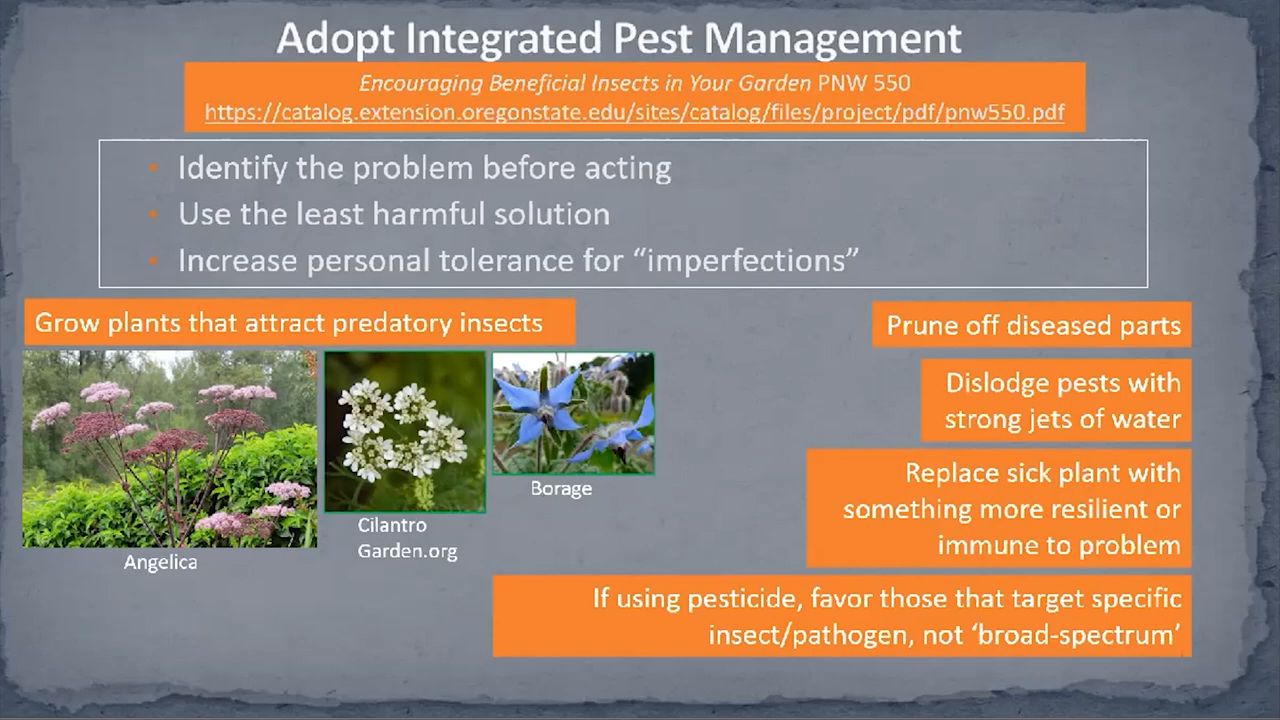 Adopt Integrated Pest Management
Encouraging Beneficial Insects in Your Garden PNW 550
https://catalog.extension.oregonstate.edu/sites/catalog/files/project/pdf/pnw550.pdf
• Identify the problem before acting
• Use the least harmful solution
• Increase personal tolerance for “imperfections”
Grow plants that attract predatory insects
Angelica
Cilantro
Garden.org
Borage
Prune off diseased parts
Dislodge pests with
strong jets of water
Replace sick plant with
something more resilient or
immune to problem
If using pesticide, favor those that target specific
insect/pathogen, not ‘broad-spectrum’